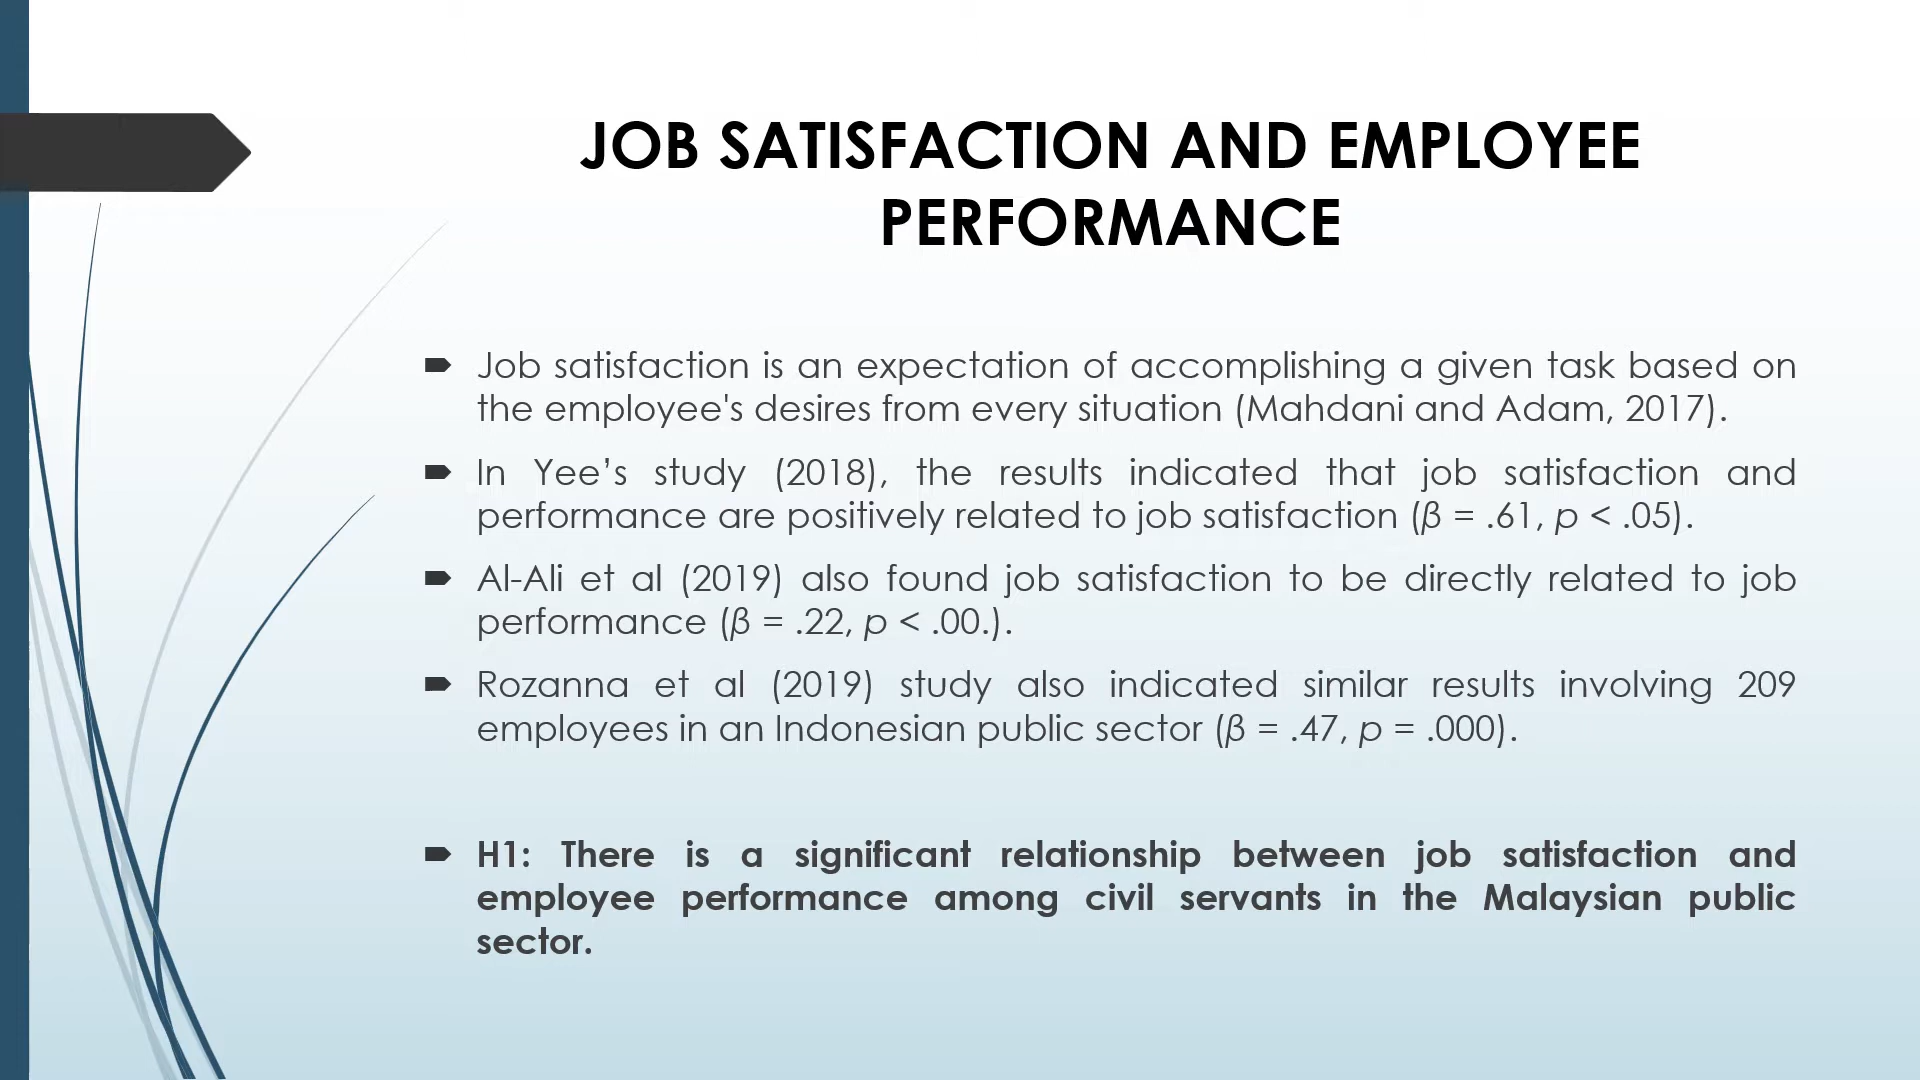 JOB SATISFACTION AND EMPLOYEE
PERFORMANCE
Job satisfaction is an expectation of accomplishing a given task based on
the employee's desires from every situation (Mahdani and Adam, 2017).
In Yee’s study (2018), the results indicated that job satisfaction and
performance are positively related to job satisfaction (β = .61, p < .05).
Al-Ali et al (2019) also found job satisfaction to be directly related to job
performance (β = .22, p < .00.).
Rozanna et al (2019) study also indicated similar results involving 209
employees in an Indonesian public sector (β = .47, p = .000).
H1: There is a significant relationship between job satisfaction and
employee performance among civil servants in the Malaysian public
sector.